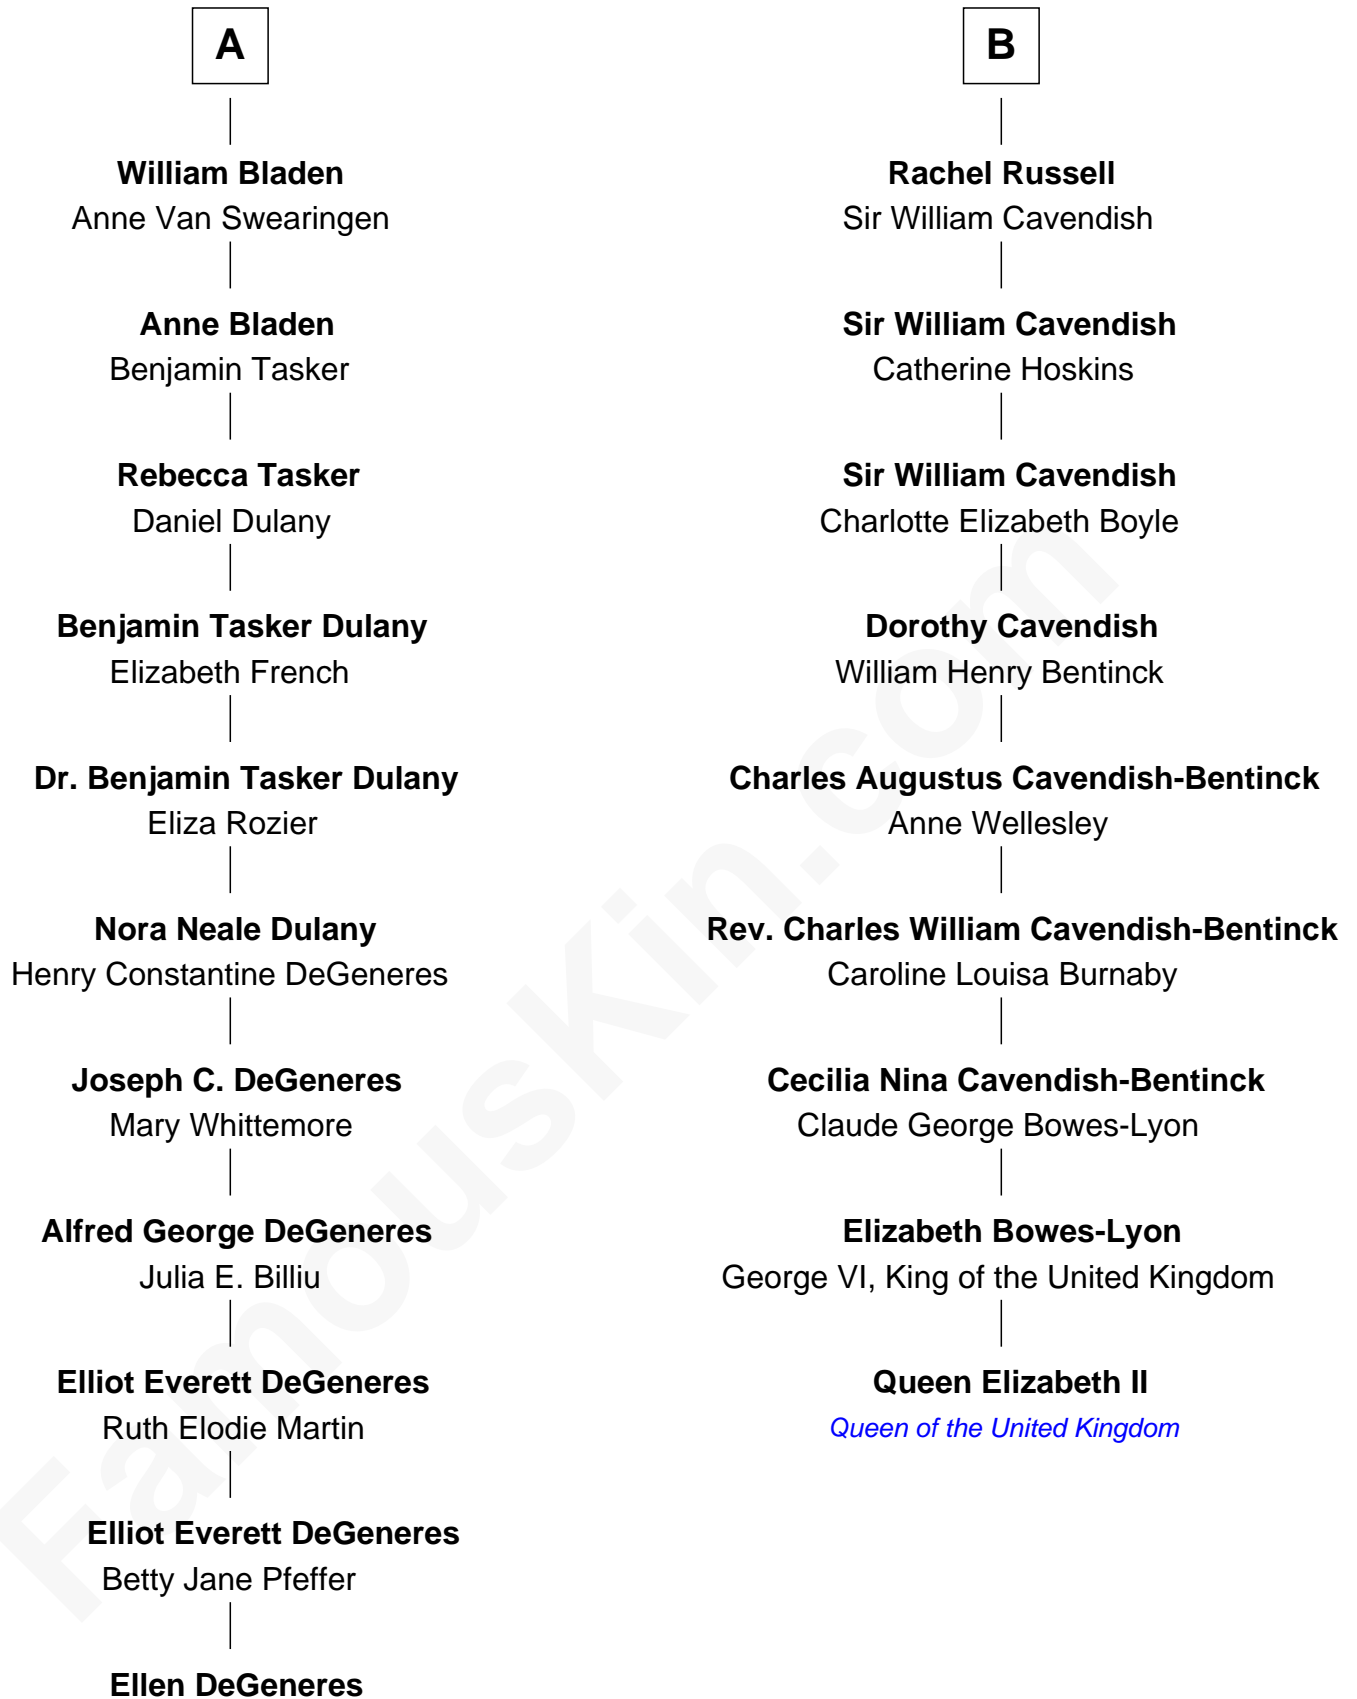 A
William Bladen
Anne Van Swearingen
Anne Bladen
Benjamin Tasker
Rebecca Tasker
Daniel Dulany
Benjamin Tasker Dulany
Elizabeth French
Dr. Benjamin Tasker Dulany
Eliza Rozier
Nora Neale Dulany
Henry Constantine DeGeneres
Joseph C. DeGeneres
Mary Whittemore
Alfred George DeGeneres
Julia E. Billiu
Elliot Everett DeGeneres
Ruth Elodie Martin
Elliot Everett DeGeneres
Betty Jane Pfeffer
Ellen DeGeneres
B
Rachel Russell
Sir William Cavendish
Sir William Cavendish
Catherine Hoskins
Sir William Cavendish
Charlotte Elizabeth Boyle
Dorothy Cavendish
William Henry Bentinck
Charles Augustus Cavendish-Bentinck
Anne Wellesley
Rev. Charles William Cavendish-Bentinck
Caroline Louisa Burnaby
Cecilia Nina Cavendish-Bentinck
Claude George Bowes-Lyon
Elizabeth Bowes-Lyon
George VI, King of the United Kingdom
Queen Elizabeth II
Queen of the United Kingdom
FamousKin.com